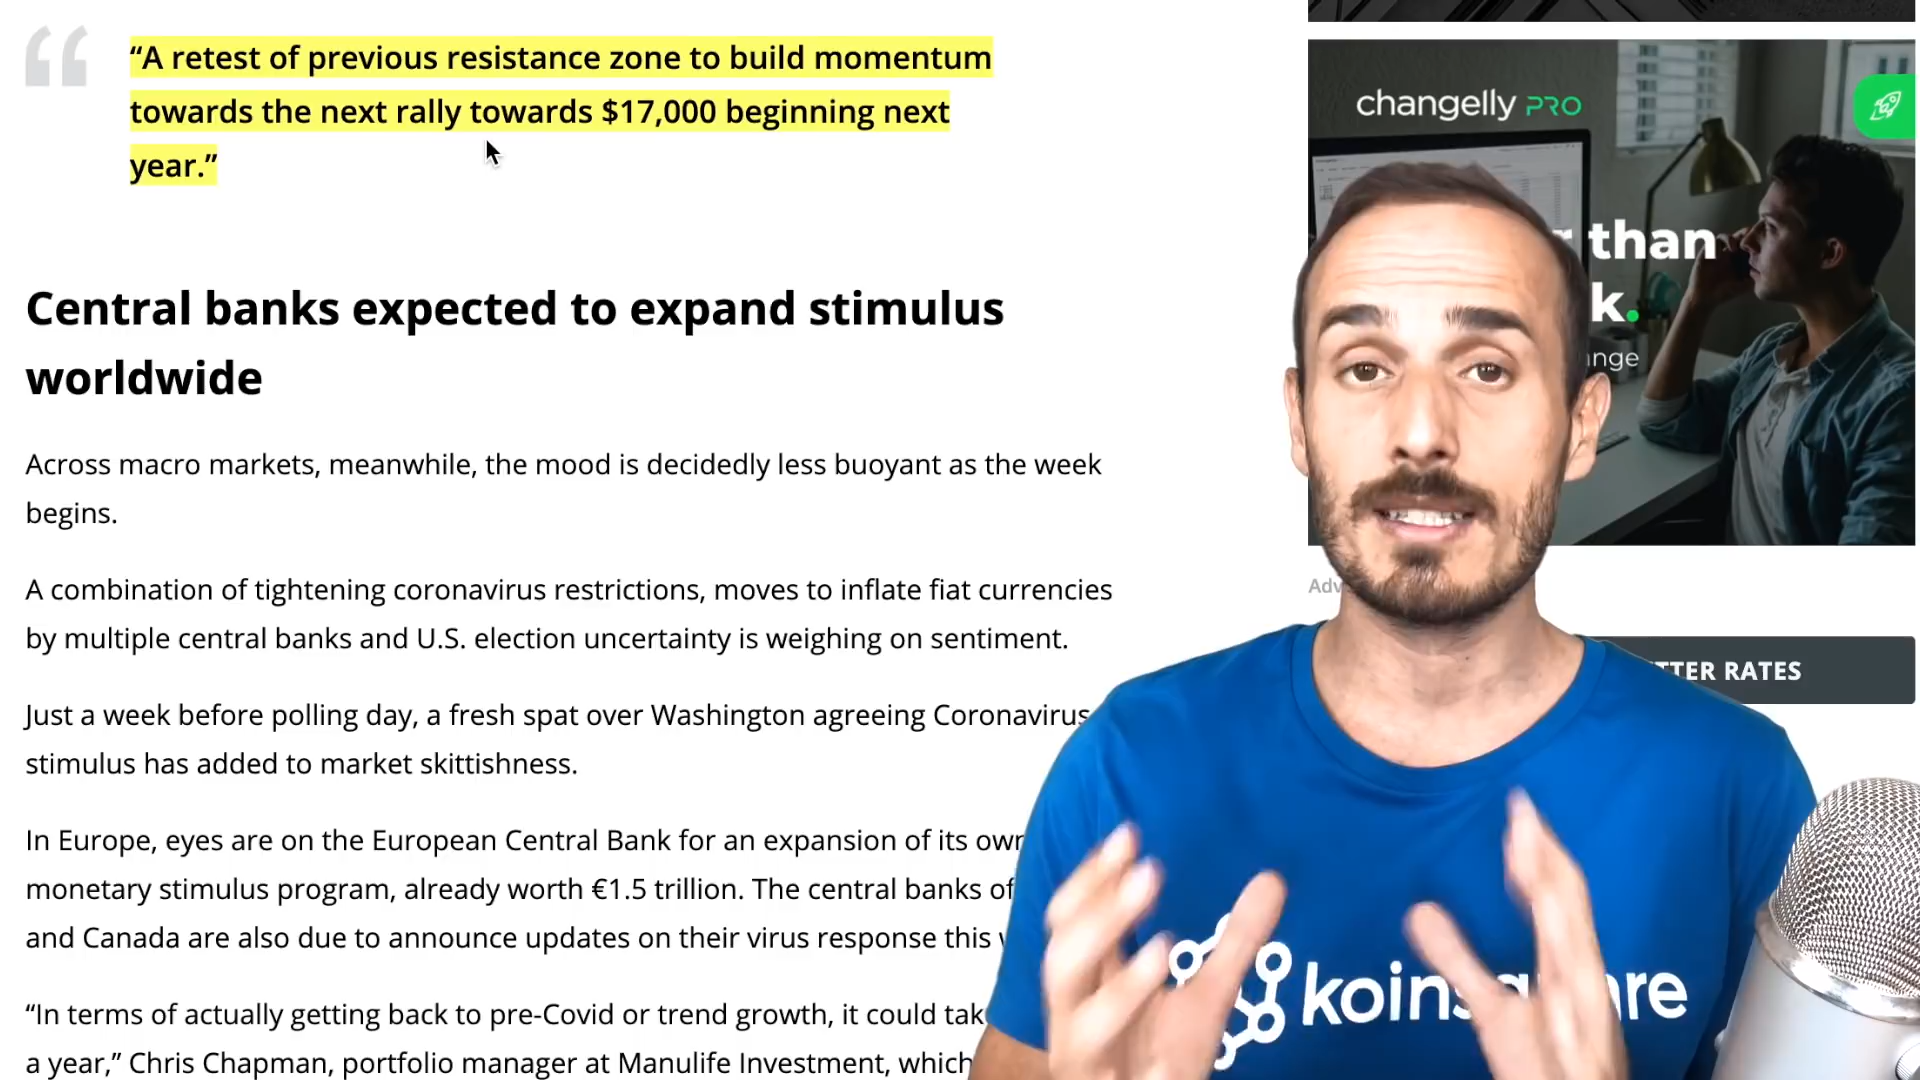 “A retest of previous resistance zone to build momentum
towards the next rally towards $17,000 beginning next
year.”
Central banks expected to expand stimulus
worldwide
Across macro markets, meanwhile, the mood is decidedly less buoyant as the week
begins.
A combination of tightening coronavirus restrictions, moves to inflate fiat currencies
by multiple central banks and U.S. election uncertainty is weighing on sentiment.
Just a week before polling day, a fresh spat over Washington agreeing Coronavirus
stimulus has added to market skittishness.
In Europe, eyes are on the European Central Bank for an expansion of its own
monetary stimulus program, already worth €1.5 trillion. The central banks of
and Canada are also due to announce updates on their virus response this
“In terms of actually getting back to pre-Covid or trend growth, it could
a year,” Chris Chapman, portfolio manager at Manulife Investment, which
changelly PRO
than
RATES